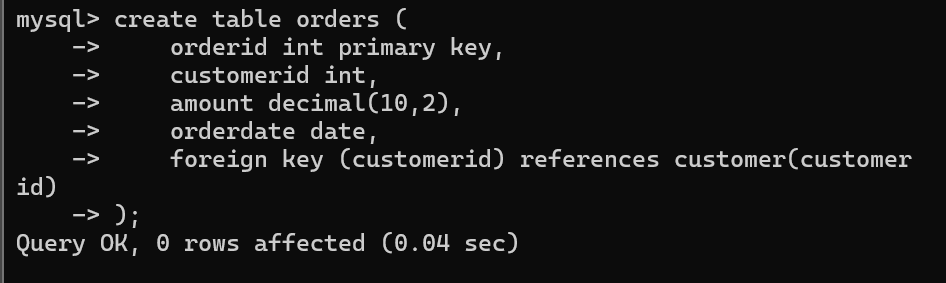 mysql> create table orders (
    ->     orderid int primary key,
    ->     customerid int,
    ->     amount decimal(10,2),
    ->     orderdate date,
    ->     foreign key (customerid) references customer(customer
id)
    -> );
Query OK, 0 rows affected (0.04 sec)